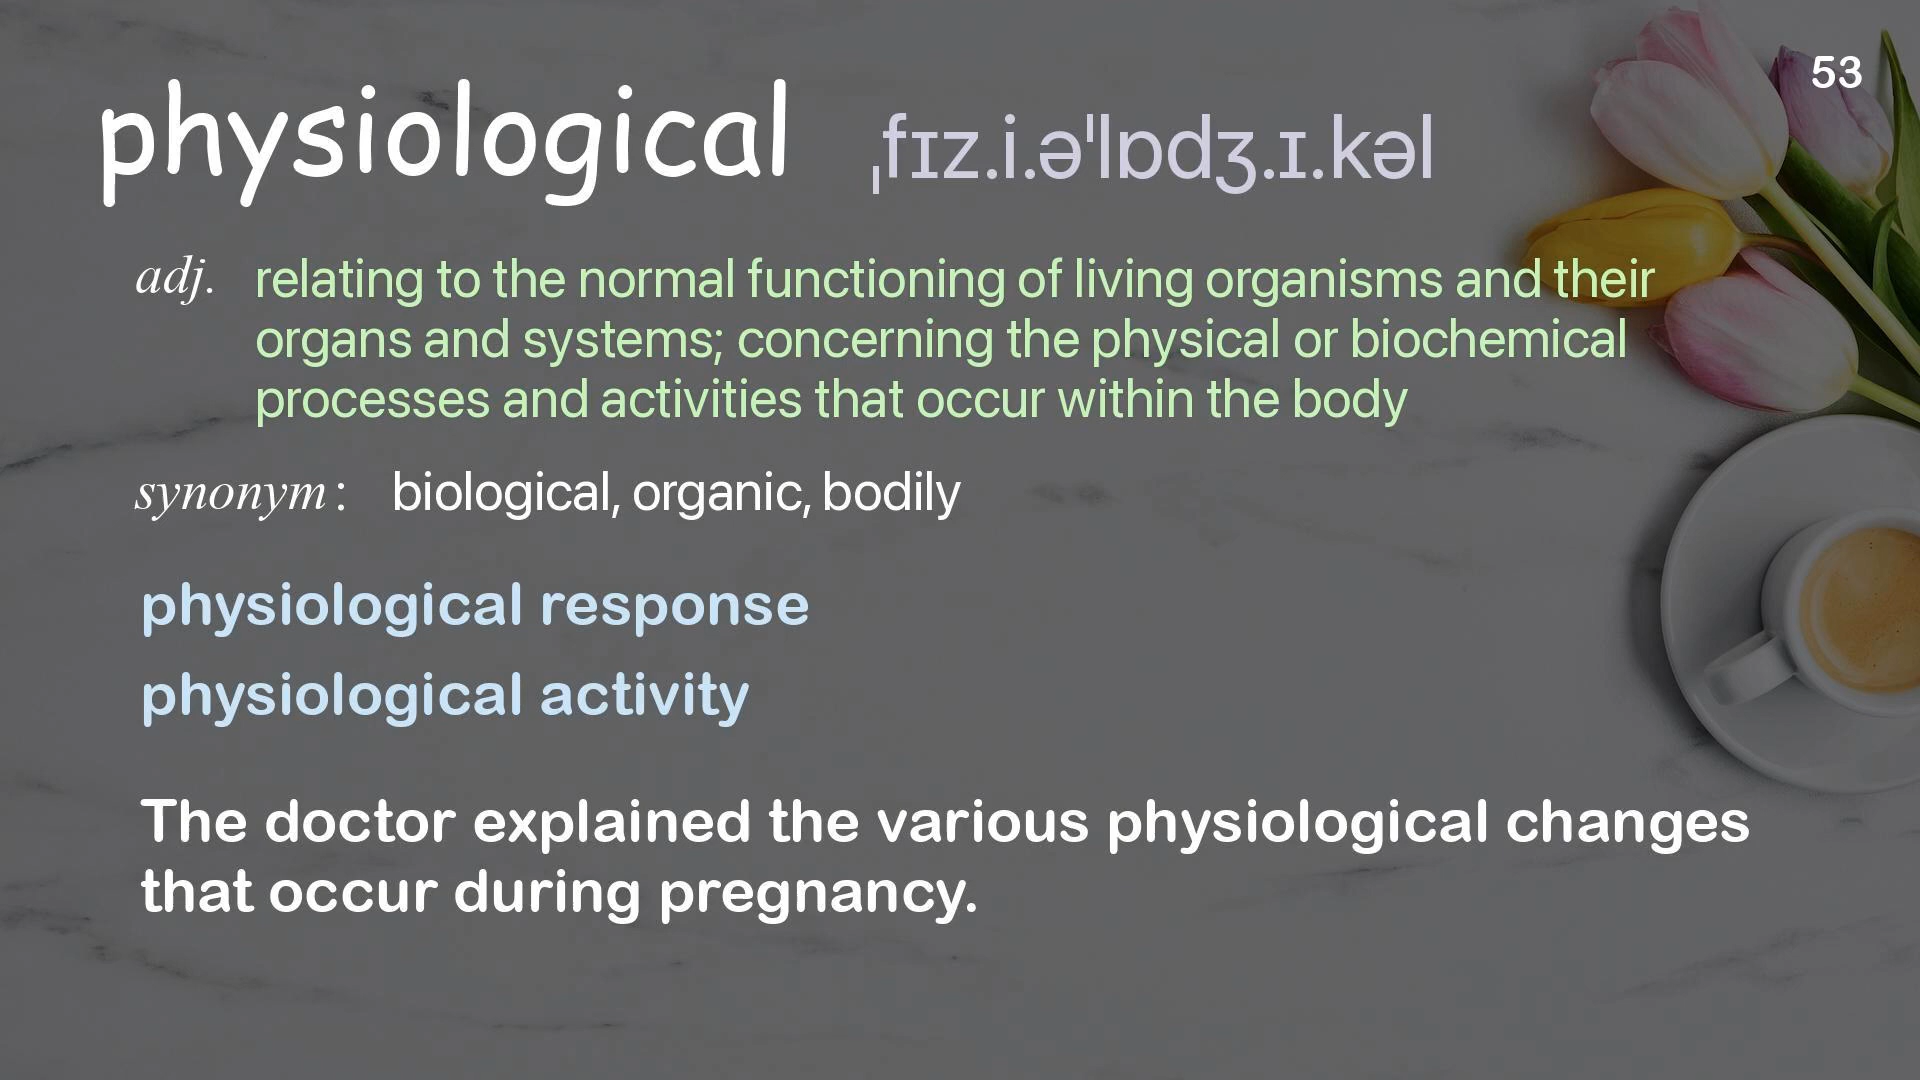 53
physiological ˌfɪz.i.əˈlɒdʒ.ɪ.kəl
adj. relating to the normal functioning of living organisms and their
organs and systems; concerning the physical or biochemical
processes and activities that occur within the body
synonym: biological, organic, bodily
physiological response
physiological activity
The doctor explained the various physiological changes
that occur during pregnancy.